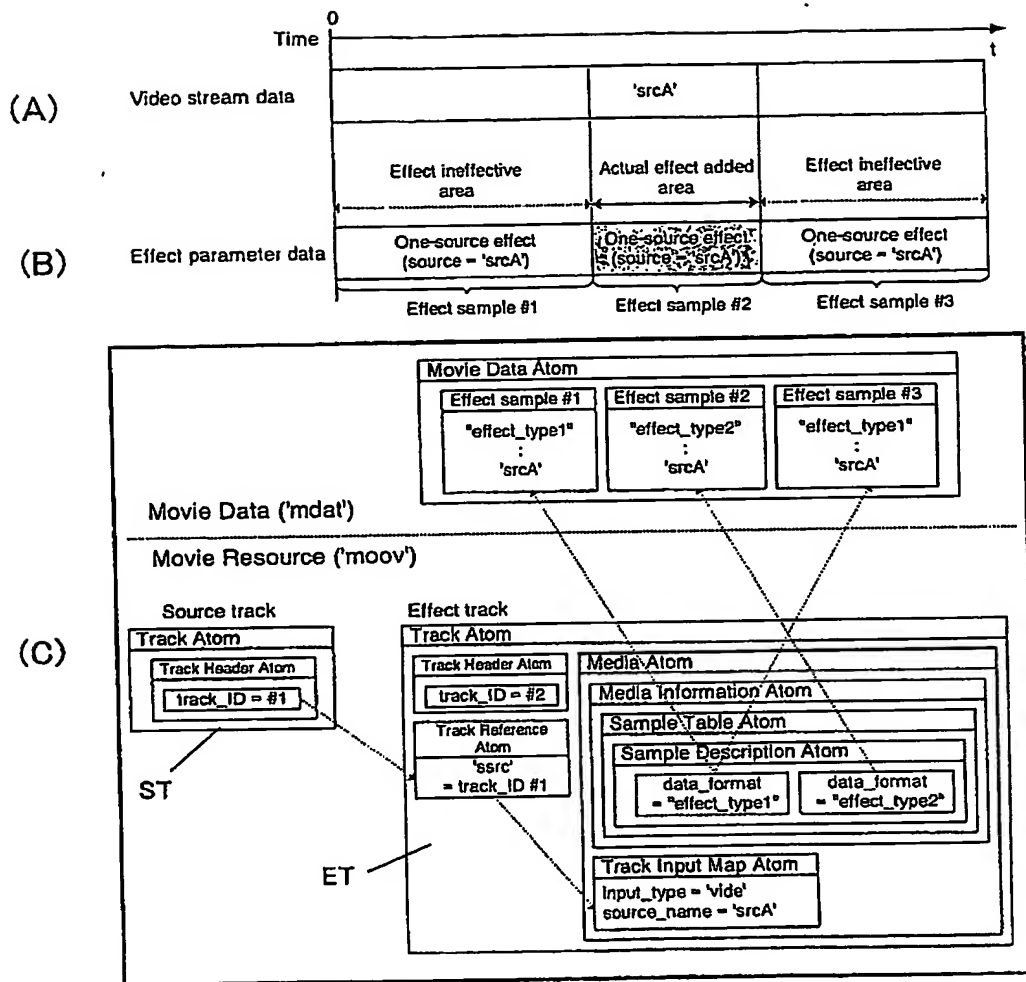 0
Time
t
(A)
Video stream data
'srcA'
Effect ineffective
area
Actual effect added
area
Effect ineffective
area
(B)
Effect parameter data
One-source effect
(source = 'srcA')
One-source effect
(source = 'srcA')
One-source effect
(source = 'srcA')
Effect sample #1
Effect sample #2
Effect sample #3
Movie Data Atom
Effect sample #1
Effect sample #2
Effect sample #3
"effect_type1"
:
'srcA'
"effect_type2"
:
'srcA'
"effect_type1"
:
'srcA'
Movie Data ('mdat')
Movie Resource ('moov')
(C)
Source track
Track Atom
Track Header Atom
track_ID = #1
ST
Effect track
Track Atom
Track Header Atom
track_ID = #2
Track Reference
Atom
'ssrc'
= track_ID #1
ET
Media Atom
Media Information Atom
Sample Table Atom
Sample Description Atom
data_format
= "effect_type1"
data_format
= "effect_type2"
Track Input Map Atom
Input_type = 'vide'
source_name = 'srcA'